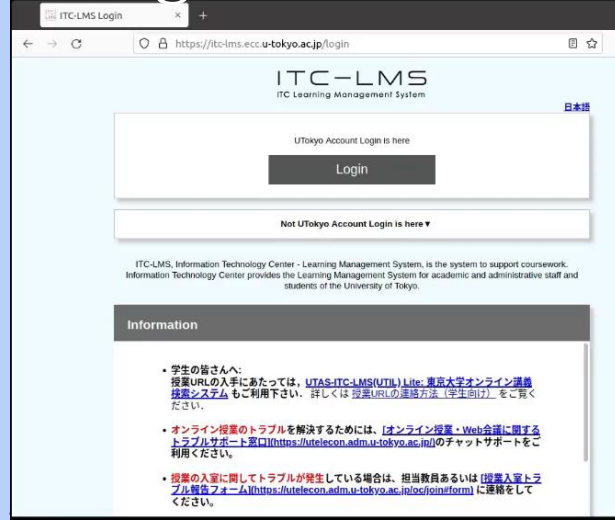 ITC-LMS Login
https://itc-lms.ecc.u-tokyo.ac.jp/login
ITC-LMS
ITC Learning Management System
日本語
UTokyo Account Login is here
Login
Not UTokyo Account Login is here▼
ITC-LMS, Information Technology Center - Learning Management System, is the system to support coursework.
Information Technology Center provides the Learning Management System for academic and administrative staff and
students of the University of Tokyo.
Information
• 学生の皆さんへ:
授業URLの入手にあたっては，UTAS-ITC-LMS(UTIL) Lite: 東京大学オンライン講義
検索システム もご利用下さい． 詳しくは 授業URLの連絡方法（学生向け） をご覧く
ださい．
• オンライン授業のトラブルを解決するためには、[オンライン授業・Web会議に関する
トラブルサポート窓口](https://utelecon.adm.u-tokyo.ac.jp/)のチャットサポートをご
利用ください。
• 授業の入室に関してトラブルが発生している場合は、担当教員あるいは [授業入室トラ
ブル報告フォーム](https://utelecon.adm.u-tokyo.ac.jp/oc/join#form) に連絡をして
ください。